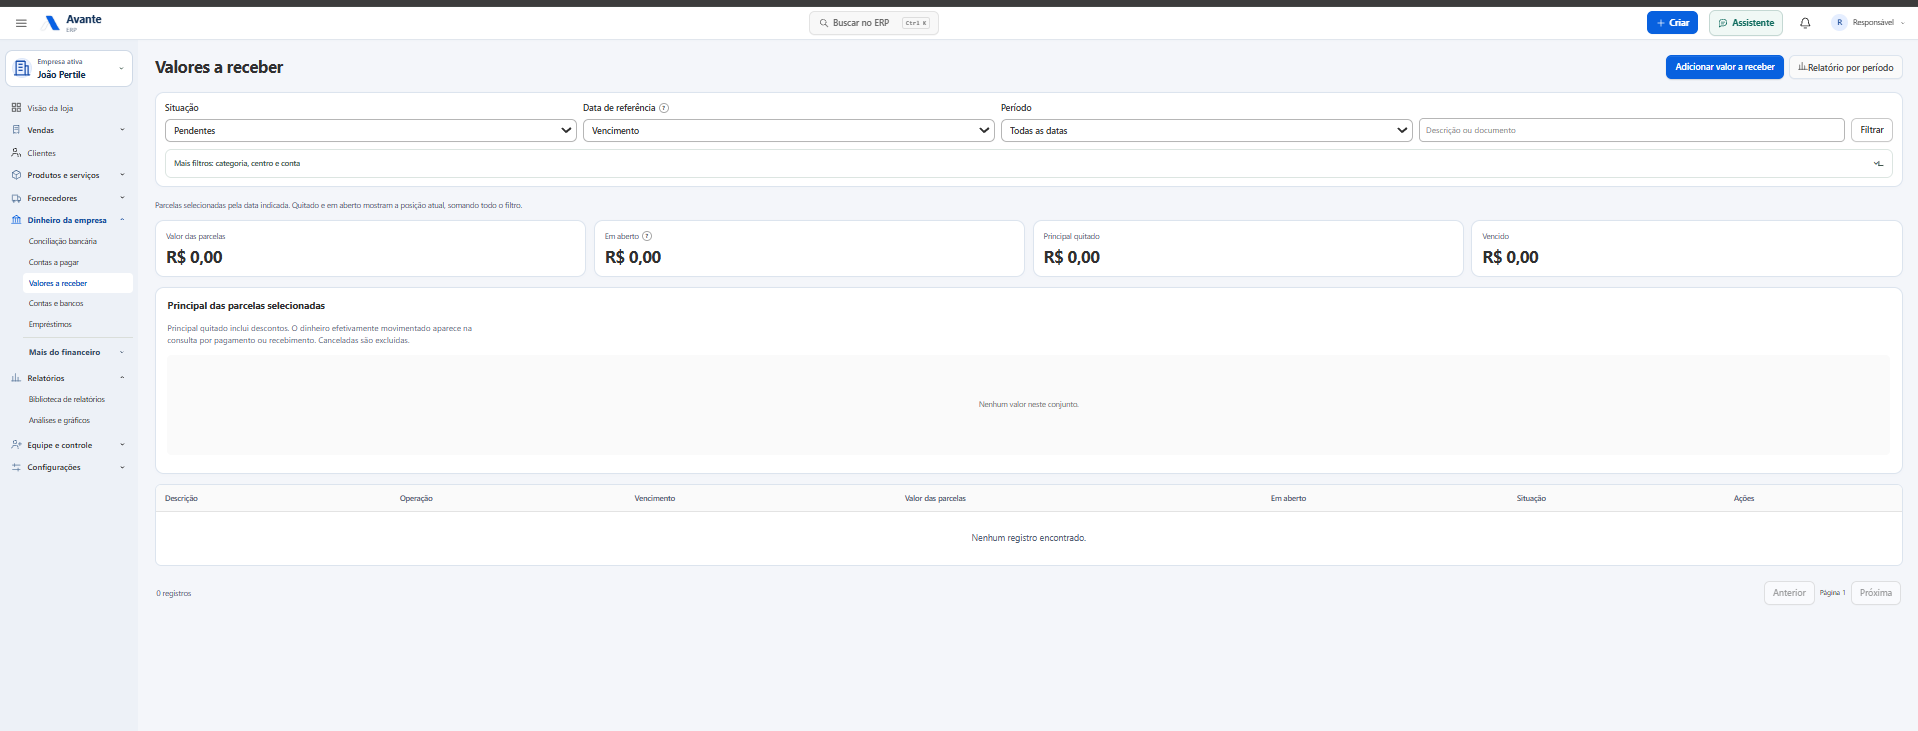 Avante
ERP
Buscar no ERP Ctrl K
+ Criar
Assistente
R Responsável
Empresa ativa
João Pertile
Visão da loja
Vendas
Clientes
Produtos e serviços
Fornecedores
Dinheiro da empresa
Conciliação bancária
Contas a pagar
Valores a receber
Contas e bancos
Empréstimos
Mais do financeiro
Relatórios
Biblioteca de relatórios
Análises e gráficos
Equipe e controle
Configurações
Valores a receber
Adicionar valor a receber
Relatório por período
Situação
Data de referência ?
Período
Pendentes
Vencimento
Todas as datas
Descrição ou documento
Filtrar
Mais filtros: categoria, centro e conta
Parcelas selecionadas pela data indicada. Quitado e em aberto mostram a posição atual, somando todo o filtro.
Valor das parcelas
R$ 0,00
Em aberto ?
R$ 0,00
Principal quitado
R$ 0,00
Vencido
R$ 0,00
Principal das parcelas selecionadas
Principal quitado inclui descontos. O dinheiro efetivamente movimentado aparece na
consulta por pagamento ou recebimento. Canceladas são excluídas.
Nenhum valor neste conjunto.
Descrição Operação Vencimento Valor das parcelas Em aberto Situação Ações
Nenhum registro encontrado.
0 registros
Anterior Página 1 Próxima